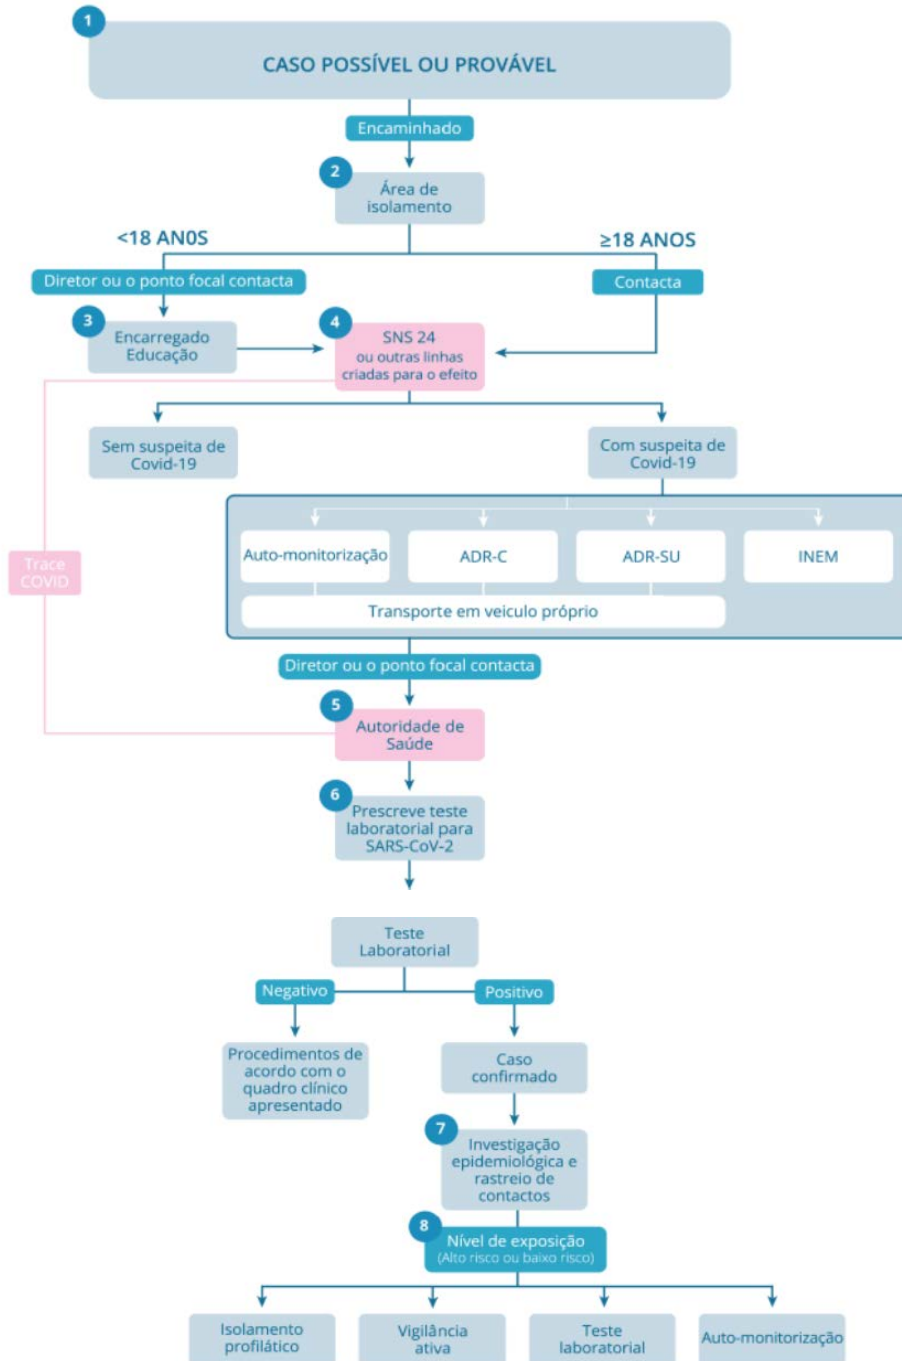 1
CASO POSSÍVEL OU PROVÁVEL
Encaminhado
2
Área de
isolamento
<18 AN0S
≥18 ANOS
Diretor ou o ponto focal contacta
Contacta
3
Encarregado
Educação
4
SNS 24
ou outras linhas
criadas para o efeito
Sem suspeita de
Covid-19
Com suspeita de
Covid-19
Trace
COVID
Auto-monitorização
ADR-C
ADR-SU
INEM
Transporte em veiculo próprio
Diretor ou o ponto focal contacta
5
Autoridade de
Saúde
6
Prescreve teste
laboratorial para
SARS-CoV-2
Teste
Laboratorial
Negativo
Positivo
Procedimentos de
acordo com o
quadro clínico
apresentado
Caso
confirmado
7
Investigação
epidemiológica e
rastreio de
contactos
8
Nível de exposição
(Alto risco ou baixo risco)
Isolamento
profilático
Vigilância
ativa
Teste
laboratorial
Auto-monitorização